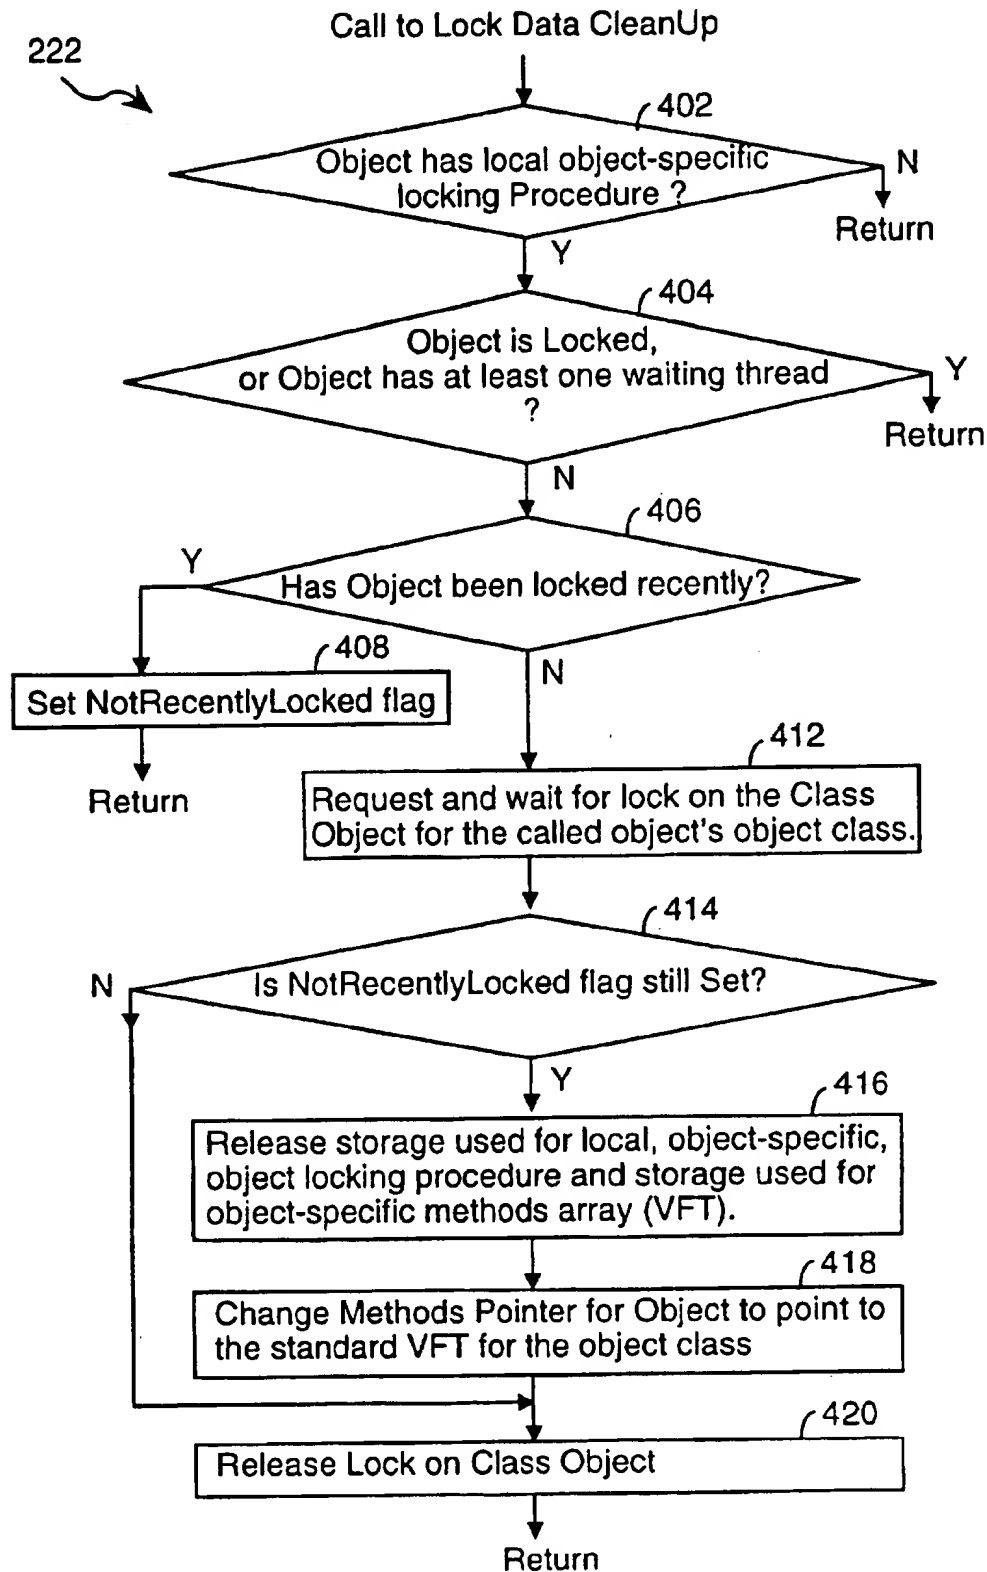 Call to Lock Data CleanUp
222
402
Object has local object-specific
locking Procedure ?
N
Return
Y
404
Object is Locked,
or Object has at least one waiting thread
?
Y
Return
N
406
Y
Has Object been locked recently?
408
N
Set NotRecentlyLocked flag
412
Return
Request and wait for lock on the Class
Object for the called object's object class.
414
N
Is NotRecentlyLocked flag still Set?
Y
416
Release storage used for local, object-specific,
object locking procedure and storage used for
object-specific methods array (VFT).
418
Change Methods Pointer for Object to point to
the standard VFT for the object class
420
Release Lock on Class Object
Return